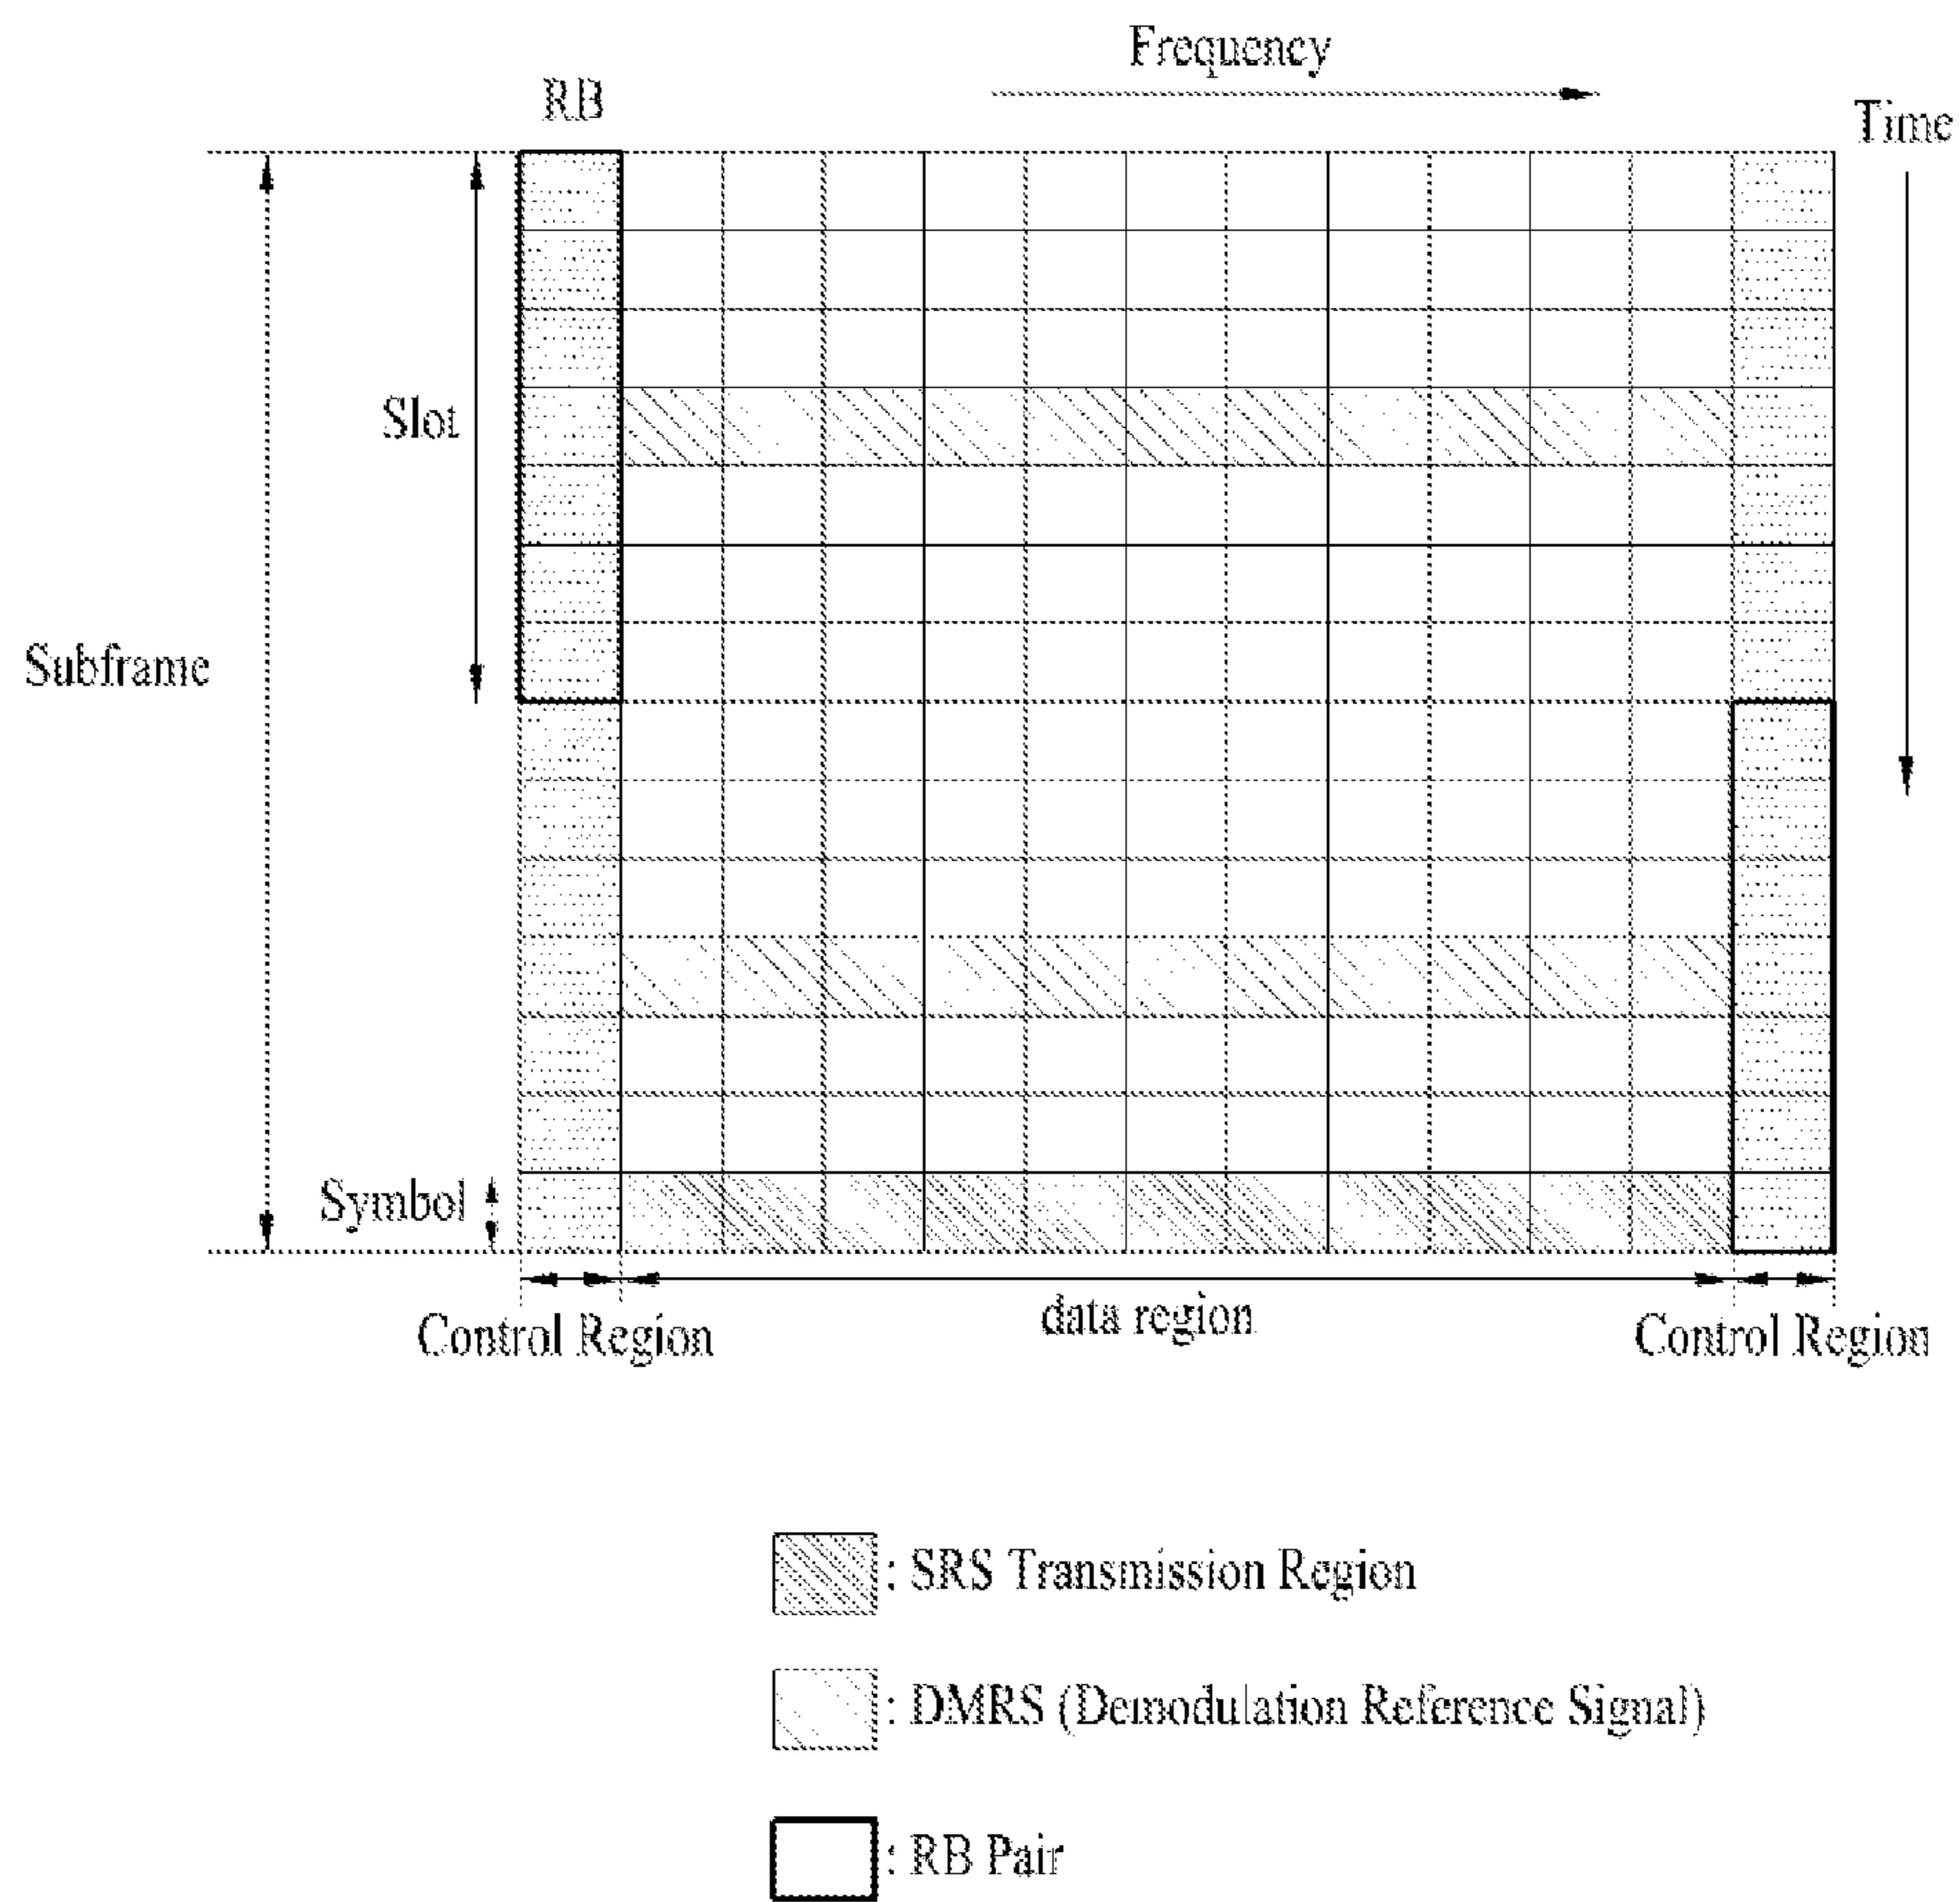 Frequency
RB
Time
Slot
Subframe
Symbol
data region
Control Region
Control Region
: SRS Transmission Region
: DMRS (Demodulation Reference Signal)
: RB Pair